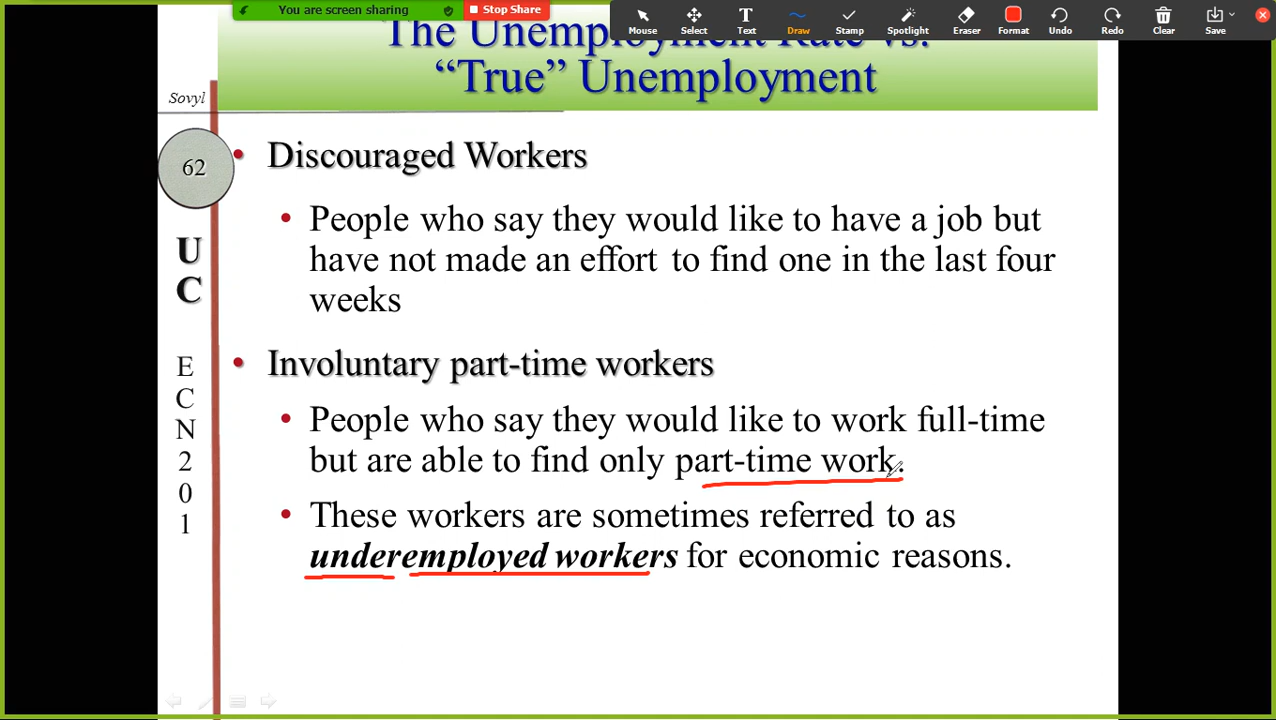 You are screen sharing
Stop Share
Mouse
Select
Text
Draw
Stamp
Spotlight
Eraser
Format
Undo
Redo
Clear
Save
The Unemployment Rate vs.
“True” Unemployment
Sovyl
62
U
C
E
C
N
2
0
1
• Discouraged Workers
• People who say they would like to have a job but
have not made an effort to find one in the last four
weeks
• Involuntary part-time workers
• People who say they would like to work full-time
but are able to find only part-time work.
• These workers are sometimes referred to as
underemployed workers for economic reasons.